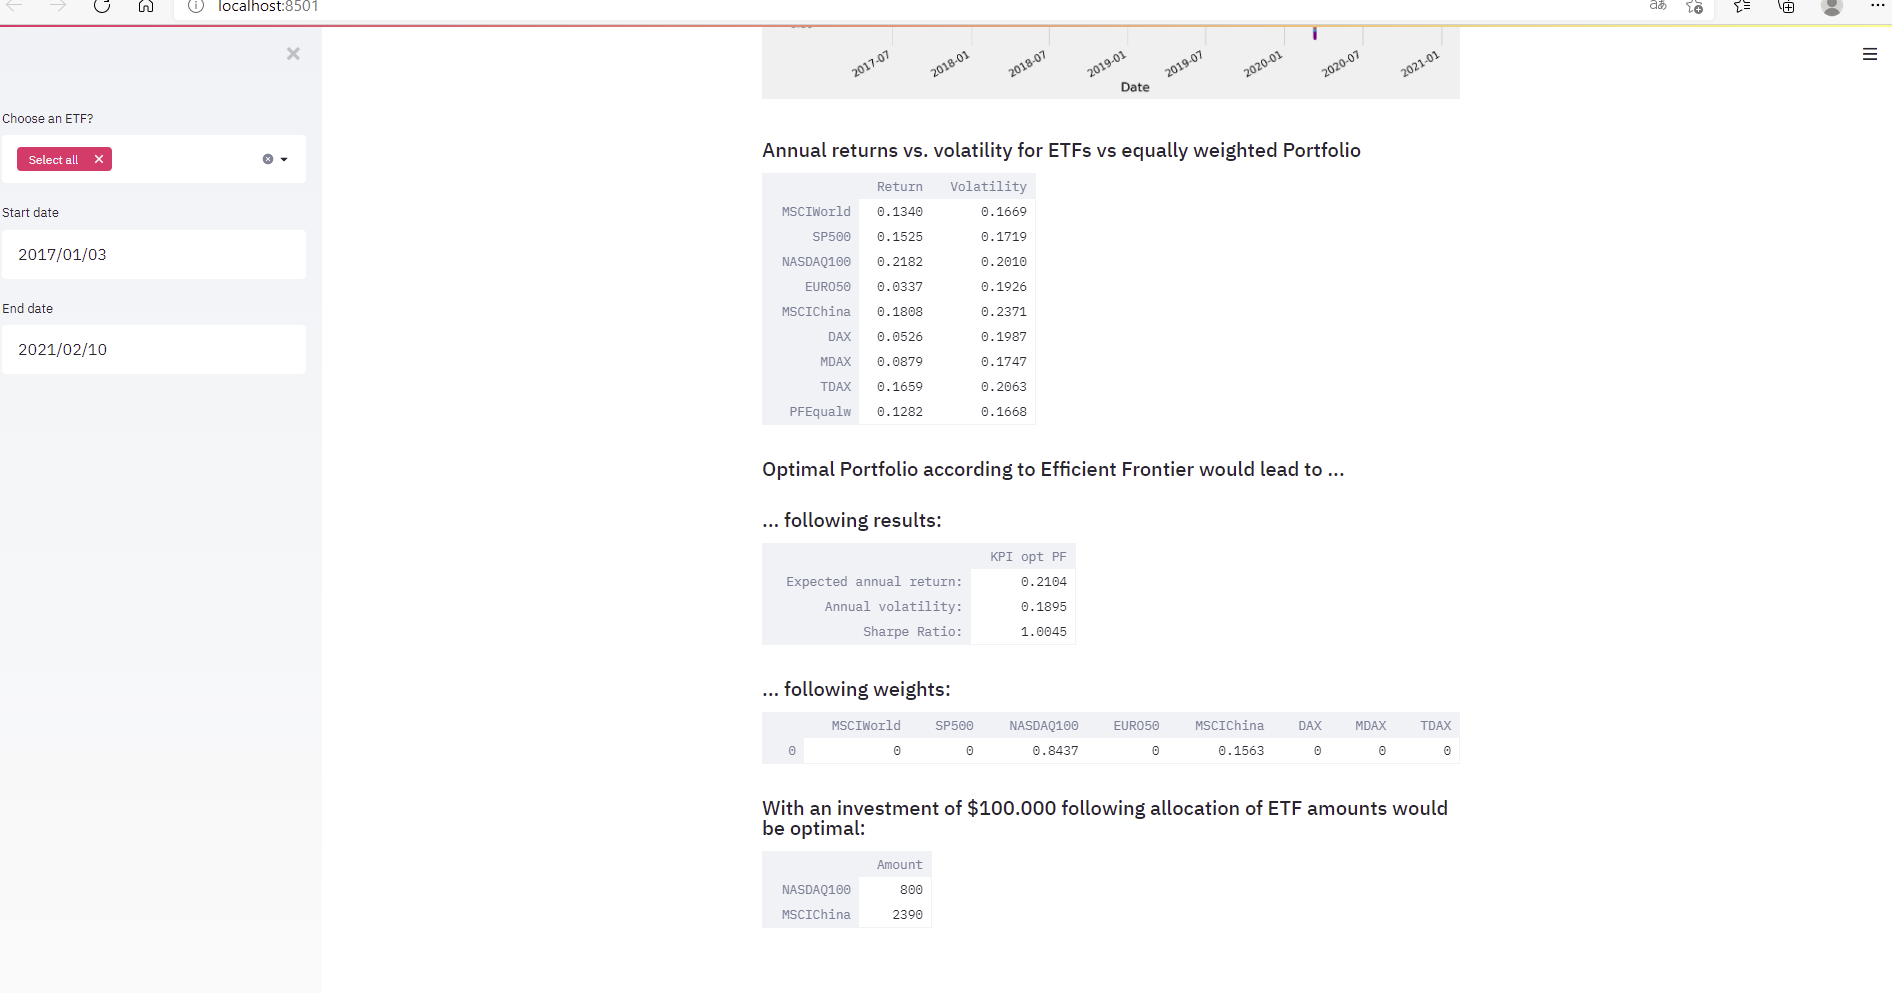 localhost:8501
Choose an ETF?
Select all
Start date
2017/01/03
End date
2021/02/10
2017-07 2018-01 2018-07 2019-01 2019-07 2020-01 2020-07 2021-01
Date
Annual returns vs. volatility for ETFs vs equally weighted Portfolio
Return Volatility
MSCIWorld 0.1340 0.1669
SP500 0.1525 0.1719
NASDAQ100 0.2182 0.2010
EURO50 0.0337 0.1926
MSCIChina 0.1808 0.2371
DAX 0.0526 0.1987
MDAX 0.0879 0.1747
TDAX 0.1659 0.2063
PFEqualw 0.1282 0.1668
Optimal Portfolio according to Efficient Frontier would lead to ...
... following results:
KPI opt PF
Expected annual return: 0.2104
Annual volatility: 0.1895
Sharpe Ratio: 1.0045
... following weights:
MSCIWorld SP500 NASDAQ100 EURO50 MSCIChina DAX MDAX TDAX
0 0 0 0.8437 0 0.1563 0 0 0
With an investment of $100.000 following allocation of ETF amounts would
be optimal:
Amount
NASDAQ100 800
MSCIChina 2390